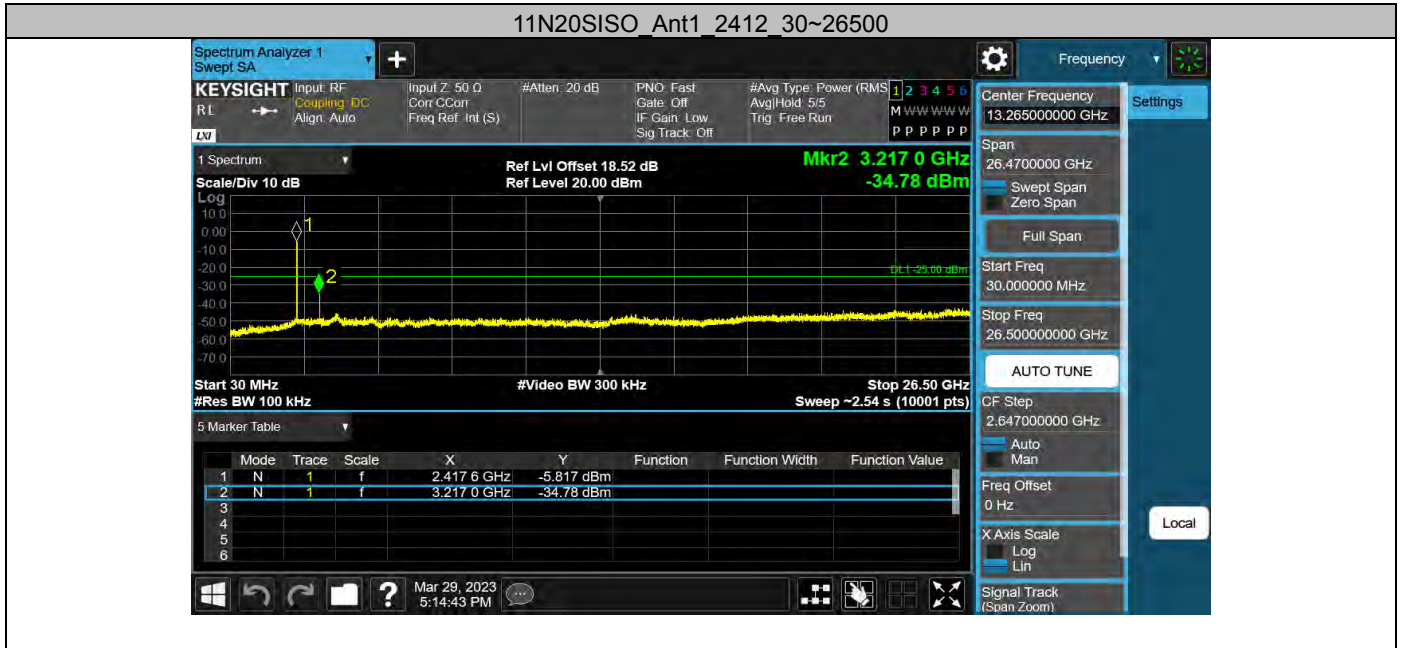 11N20SISO_Ant1_2412_30~26500
Spectrum Analyzer 1
Swept SA
Frequency
KEYSIGHT
RL
LXI
Input: RF
Coupling: DC
Align: Auto
Input Z: 50 Ω
Corr CCorr
Freq Ref: Int (S)
#Atten: 20 dB
PNO: Fast
Gate: Off
IF Gain: Low
Sig Track: Off
#Avg Type: Power (RMS
Avg|Hold: 5/5
Trig: Free Run
1 2 3 4 5 6
M W W W W W
P P P P P P
1 Spectrum
Scale/Div 10 dB
Ref Lvl Offset 18.52 dB
Ref Level 20.00 dBm
Mkr2 3.217 0 GHz
-34.78 dBm
Log
10.0
0.00
-10.0
-20.0
-30.0
-40.0
-50.0
-60.0
-70.0
1
2
DL1 -25.00 dBm
Start 30 MHz
#Video BW 300 kHz
Stop 26.50 GHz
#Res BW 100 kHz
Sweep ~2.54 s (10001 pts)
5 Marker Table
Mode Trace Scale X Y Function Function Width Function Value
1 N 1 f 2.417 6 GHz -5.817 dBm
2 N 1 f 3.217 0 GHz -34.78 dBm
3
4
5
6
Mar 29, 2023
5:14:43 PM
Center Frequency
13.265000000 GHz
Settings
Span
26.4700000 GHz
Swept Span
Zero Span
Full Span
Start Freq
30.000000 MHz
Stop Freq
26.500000000 GHz
AUTO TUNE
CF Step
2.647000000 GHz
Auto
Man
Freq Offset
0 Hz
X Axis Scale
Log
Lin
Local
Signal Track
(Span Zoom)